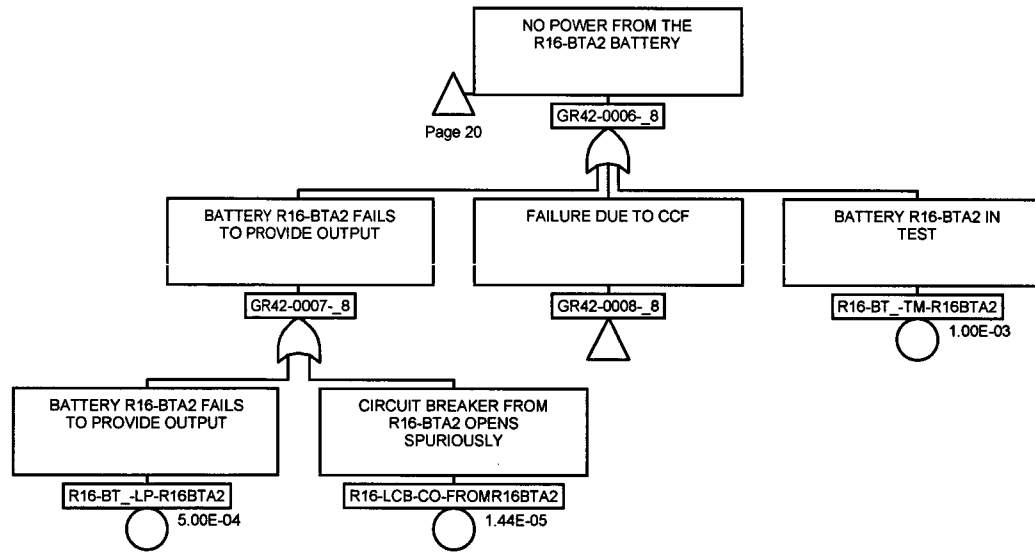 NO POWER FROM THE
R16-BTA2 BATTERY
Page 20
GR42-0006-_8
BATTERY R16-BTA2 FAILS
TO PROVIDE OUTPUT
GR42-0007-_8
FAILURE DUE TO CCF
GR42-0008-_8
BATTERY R16-BTA2 IN
TEST
R16-BT_-TM-R16BTA2
1.00E-03
BATTERY R16-BTA2 FAILS
TO PROVIDE OUTPUT
R16-BT_-LP-R16BTA2
5.00E-04
CIRCUIT BREAKER FROM
R16-BTA2 OPENS
SPURIOUSLY
R16-LCB-CO-FROMR16BTA2
1.44E-05